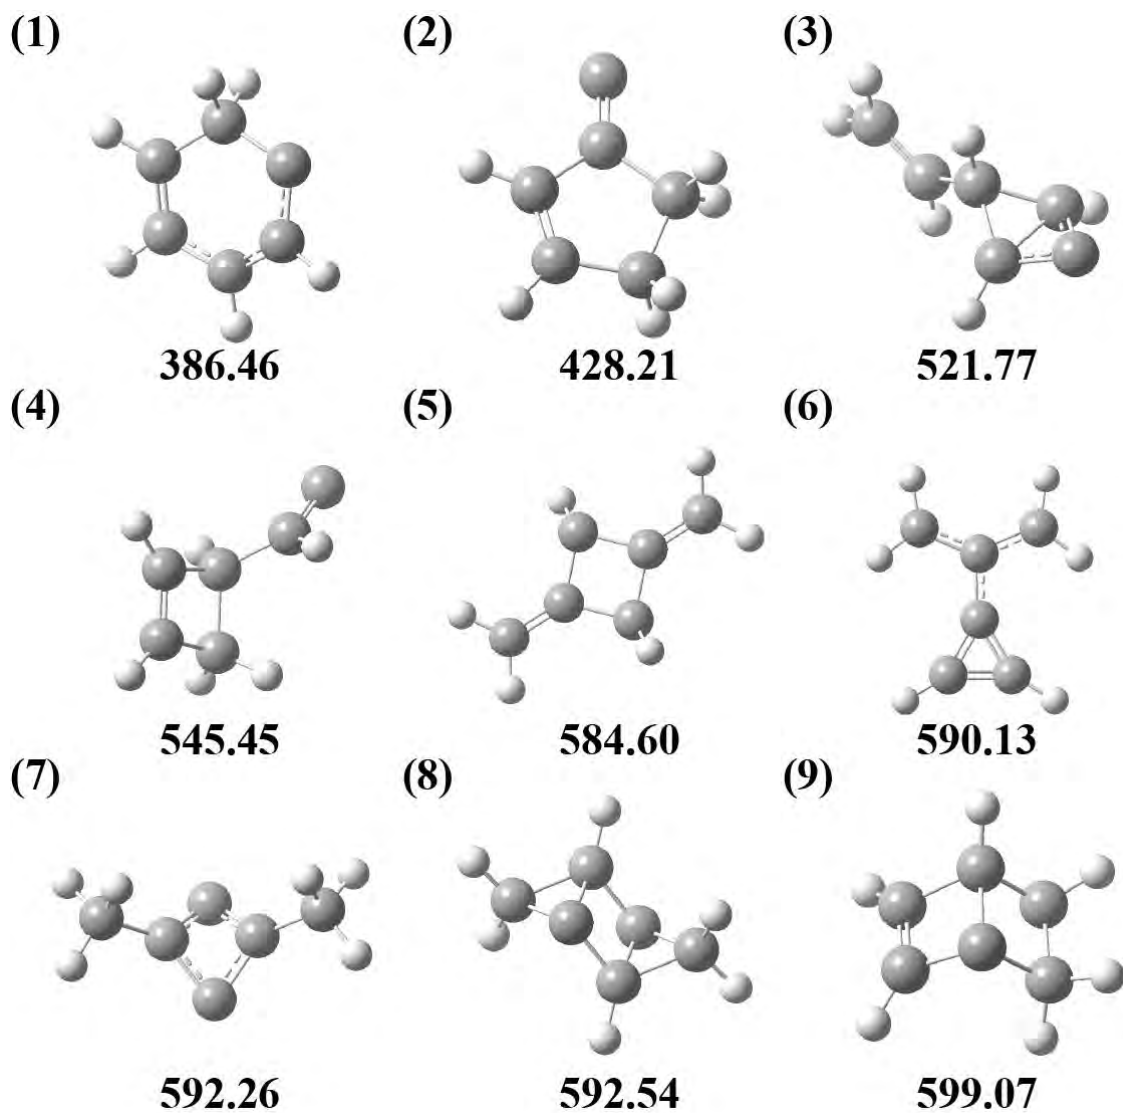 (1) (2) (3)
386.46 428.21 521.77
(4) (5) (6)
545.45 584.60 590.13
(7) (8) (9)
592.26 592.54 599.07